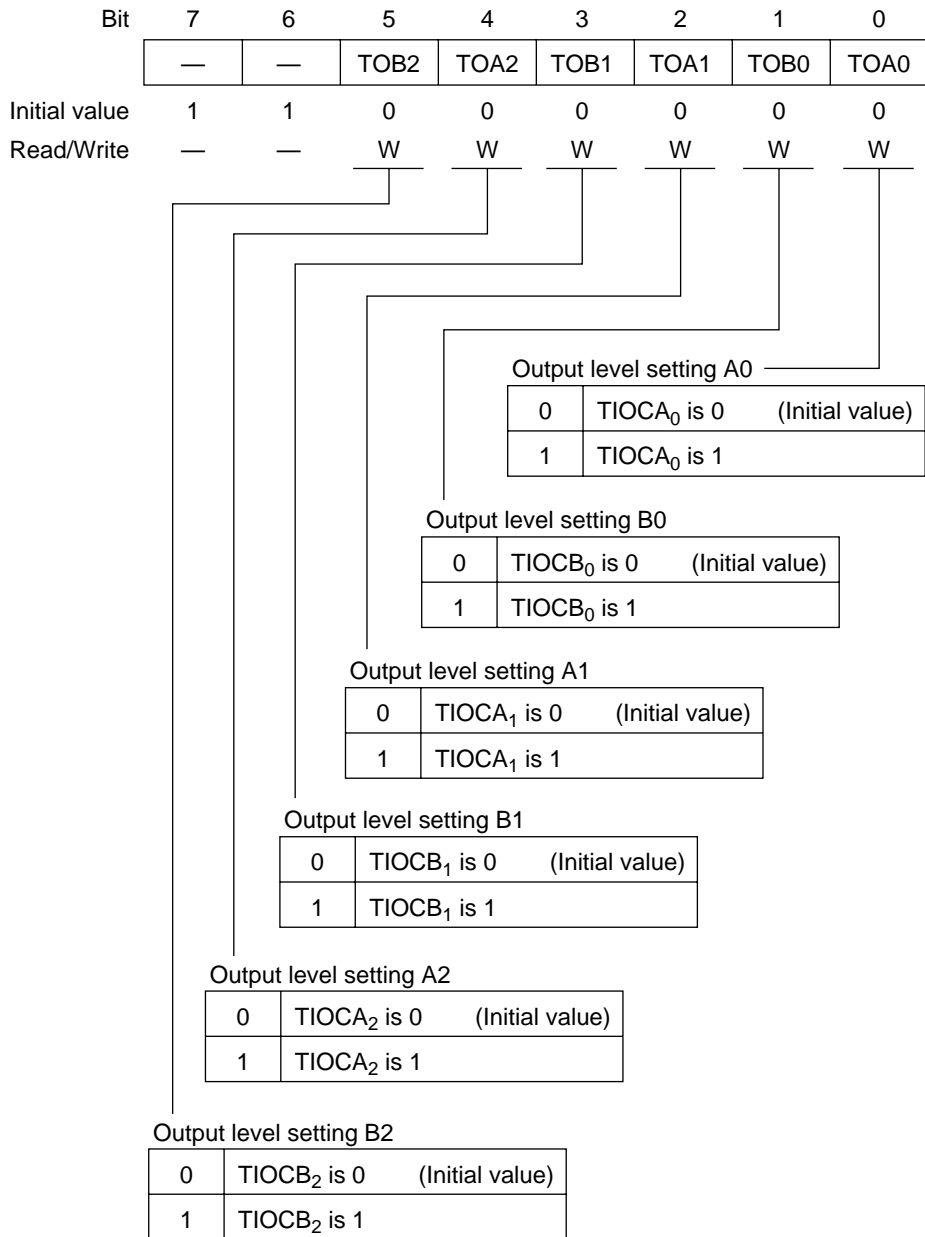 Bit 7 6 5 4 3 2 1 0
— — TOB2 TOA2 TOB1 TOA1 TOB0 TOA0
Initial value 1 1 0 0 0 0 0 0
Read/Write — — W W W W W W
Output level setting A0
0 TIOCA₀ is 0 (Initial value)
1 TIOCA₀ is 1
Output level setting B0
0 TIOCB₀ is 0 (Initial value)
1 TIOCB₀ is 1
Output level setting A1
0 TIOCA₁ is 0 (Initial value)
1 TIOCA₁ is 1
Output level setting B1
0 TIOCB₁ is 0 (Initial value)
1 TIOCB₁ is 1
Output level setting A2
0 TIOCA₂ is 0 (Initial value)
1 TIOCA₂ is 1
Output level setting B2
0 TIOCB₂ is 0 (Initial value)
1 TIOCB₂ is 1